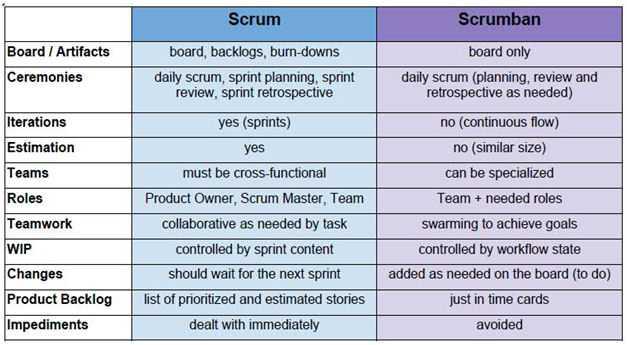 Scrum Scrumban
Board / Artifacts board, backlogs, burn-downs board only
Ceremonies daily scrum, sprint planning, sprint review, sprint retrospective daily scrum (planning, review and retrospective as needed)
Iterations yes (sprints) no (continuous flow)
Estimation yes no (similar size)
Teams must be cross-functional can be specialized
Roles Product Owner, Scrum Master, Team Team + needed roles
Teamwork collaborative as needed by task swarming to achieve goals
WIP controlled by sprint content controlled by workflow state
Changes should wait for the next sprint added as needed on the board (to do)
Product Backlog list of prioritized and estimated stories just in time cards
Impediments dealt with immediately avoided